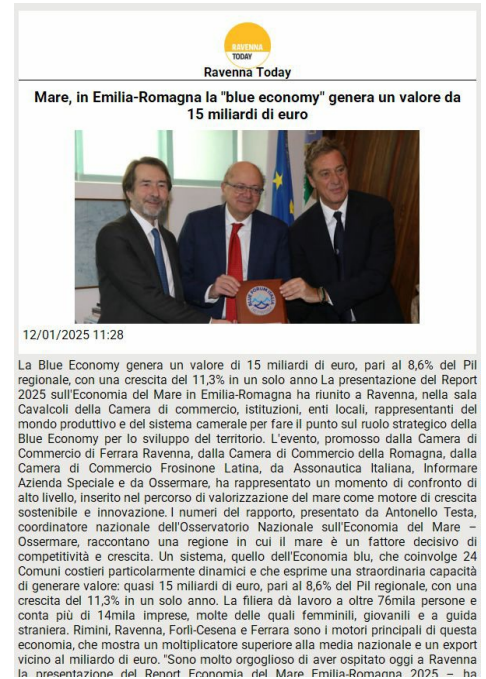 RAVENNA
TODAY
Ravenna Today
Mare, in Emilia-Romagna la "blue economy" genera un valore da
15 miliardi di euro
BLUE FORUM ITALIA
12/01/2025 11:28
La Blue Economy genera un valore di 15 miliardi di euro, pari al 8,6% del Pil
regionale, con una crescita del 11,3% in un solo anno La presentazione del Report
2025 sull'Economia del Mare in Emilia-Romagna ha riunito a Ravenna, nella sala
Cavalcoli della Camera di commercio, istituzioni, enti locali, rappresentanti del
mondo produttivo e del sistema camerale per fare il punto sul ruolo strategico della
Blue Economy per lo sviluppo del territorio. L'evento, promosso dalla Camera di
Commercio di Ferrara Ravenna, dalla Camera di Commercio della Romagna, dalla
Camera di Commercio Frosinone Latina, da Assonautica Italiana, Informare
Azienda Speciale e da Ossermare, ha rappresentato un momento di confronto di
alto livello, inserito nel percorso di valorizzazione del mare come motore di crescita
sostenibile e innovazione. I numeri del rapporto, presentato da Antonello Testa,
coordinatore nazionale dell'Osservatorio Nazionale sull'Economia del Mare –
Ossermare, raccontano una regione in cui il mare è un fattore decisivo di
competitività e crescita. Un sistema, quello dell'Economia blu, che coinvolge 24
Comuni costieri particolarmente dinamici e che esprime una straordinaria capacità
di generare valore: quasi 15 miliardi di euro, pari al 8,6% del Pil regionale, con una
crescita del 11,3% in un solo anno. La filiera dà lavoro a oltre 76mila persone e
conta più di 14mila imprese, molte delle quali femminili, giovanili e a guida
straniera. Rimini, Ravenna, Forlì-Cesena e Ferrara sono i motori principali di questa
economia, che mostra un moltiplicatore superiore alla media nazionale e un export
vicino al miliardo di euro. "Sono molto orgoglioso di aver ospitato oggi a Ravenna
la presentazione del Report Economia del Mare Emilia-Romagna 2025 – ha